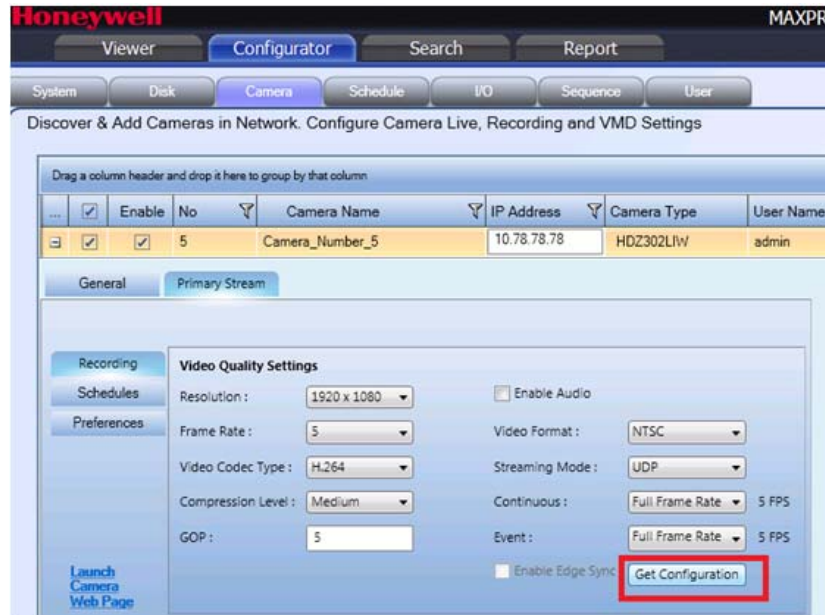 Honeywell
MAXPR
Viewer Configurator Search Report
System Disk Camera Schedule I/O Sequence User
Discover & Add Cameras in Network. Configure Camera Live, Recording and VMD Settings
Drag a column header and drop it here to group by that column
... Enable No Camera Name IP Address Camera Type User Name
5 Camera_Number_5 10.78.78.78 HDZ302LIW admin
General Primary Stream
Recording
Schedules
Preferences
Launch
Camera
Web Page
Video Quality Settings
Resolution : 1920 x 1080 Enable Audio
Frame Rate : 5 Video Format : NTSC
Video Codec Type : H.264 Streaming Mode : UDP
Compression Level : Medium Continuous : Full Frame Rate 5 FPS
GOP : 5 Event : Full Frame Rate 5 FPS
Enable Edge Sync Get Configuration